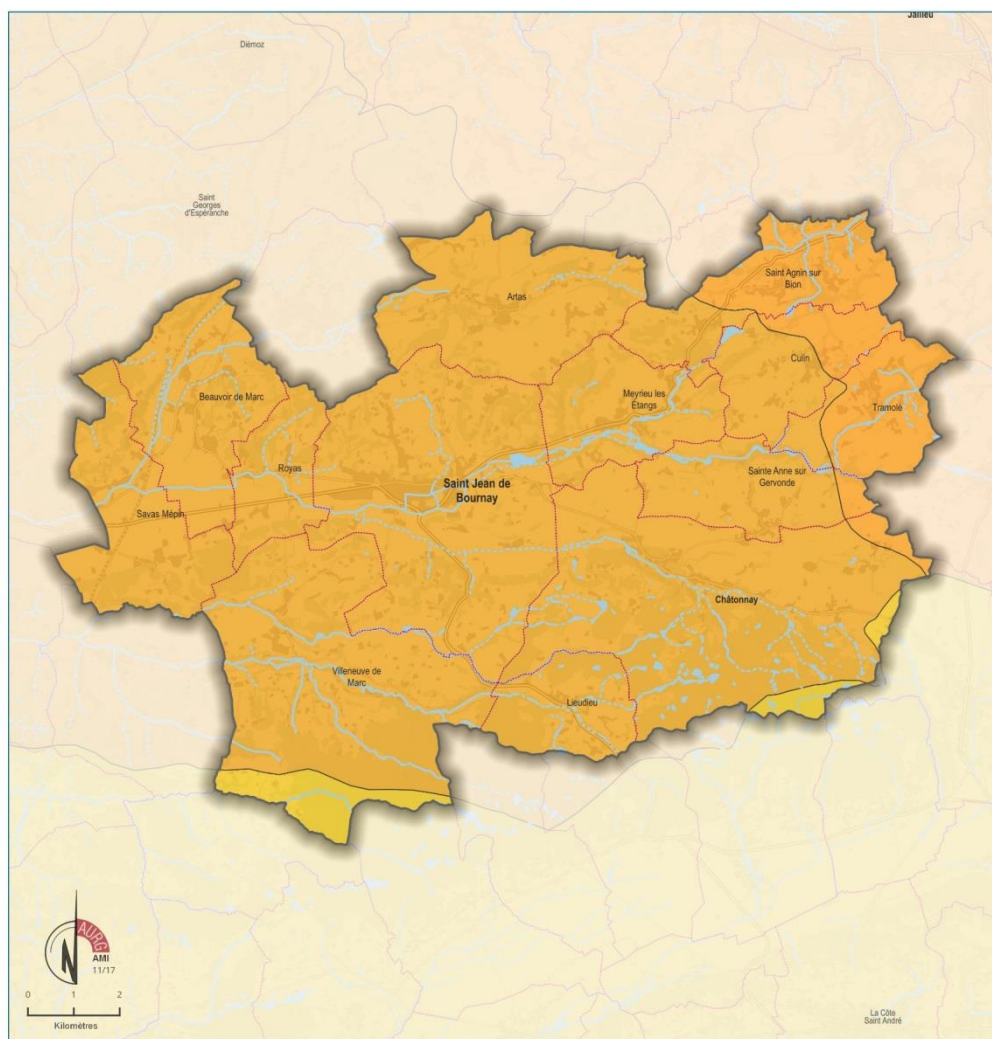 Jallieu
Diémoz
Saint
Georges
d'Espéranche
Saint Agnin sur
Bion
Artas
Culin
Beauvoir de Marc
Meyrieu les
Étangs
Tramolé
Royas
Sainte Anne sur
Gervonde
Saint Jean de
Bournay
Savas Mépin
Châtonnay
Villeneuve de
Marc
Lieudieu
AURG
N
AMI
11/17
0 1 2
Kilomètres
La Côte
Saint André